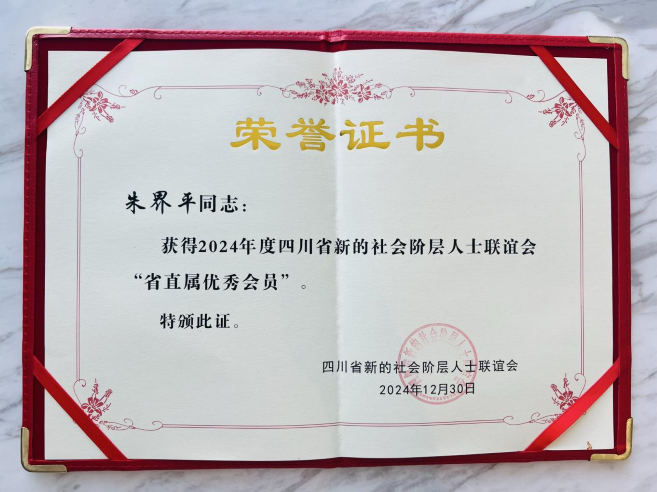 荣誉证书
朱界平同志：
获得2024年度四川省新的社会阶层人士联谊会
“省直属优秀会员”。
特颁此证。
四川省新的社会阶层人士联谊会
2024年12月30日